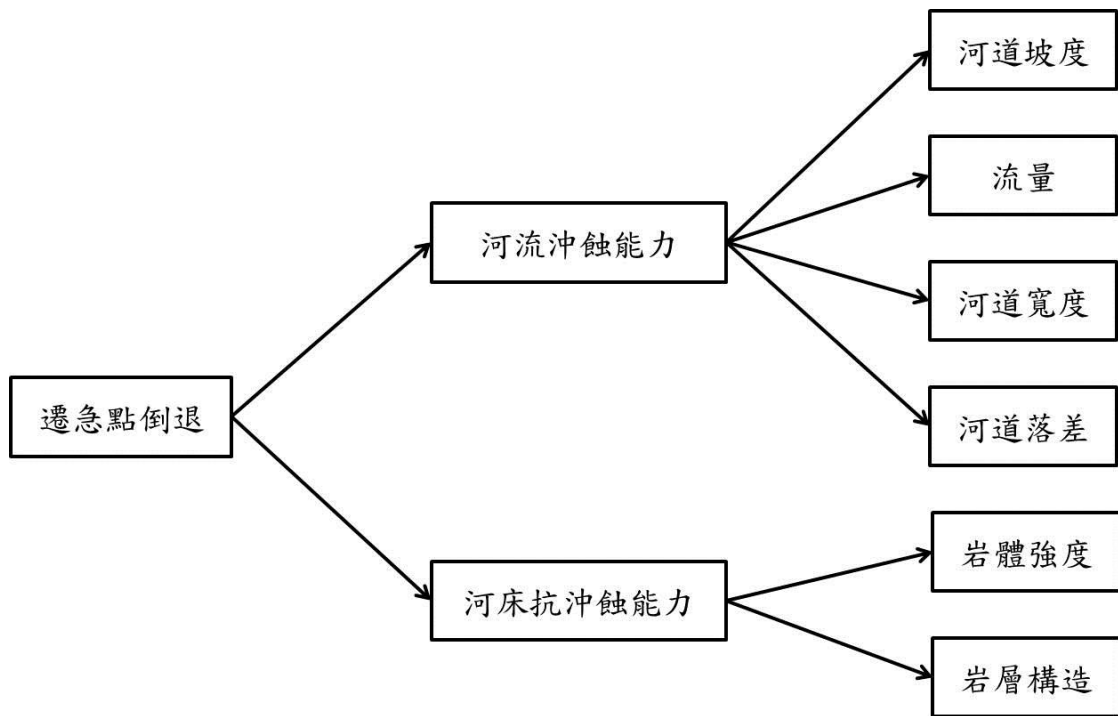 河道坡度
流量
河流沖蝕能力
河道寬度
遷急點倒退
河道落差
岩體強度
河床抗沖蝕能力
岩層構造